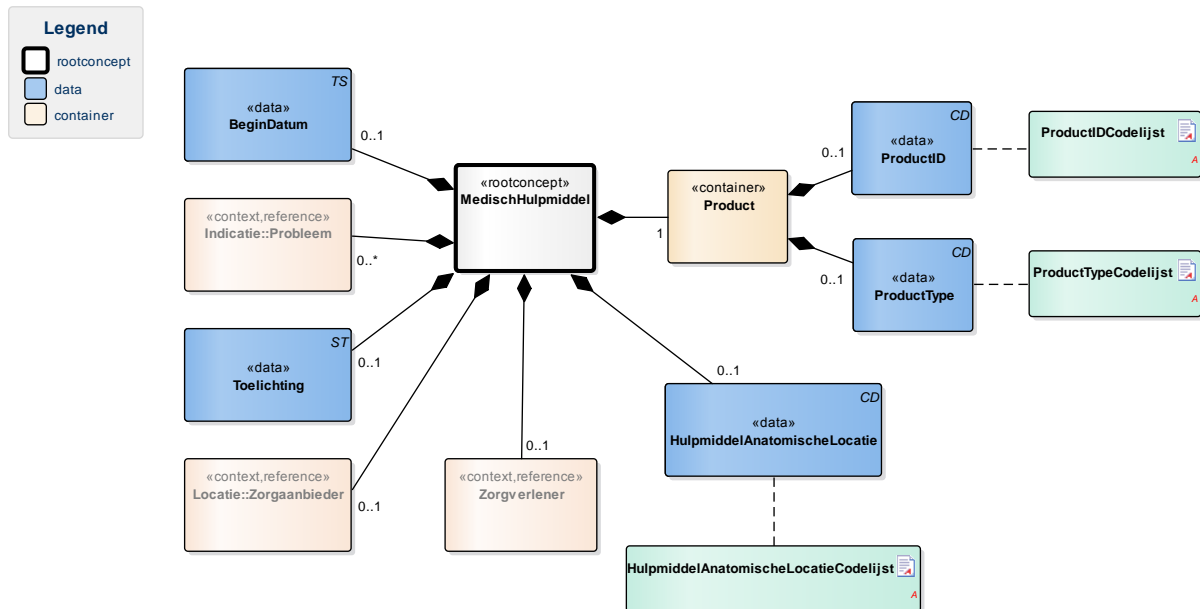 Legend
rootconcept
data
container
TS
«data»
BeginDatum
0..1
«context,reference»
Indicatie::Probleem
0..*
ST
«data»
Toelichting
0..1
«context,reference»
Locatie::Zorgaanbieder
0..1
«rootconcept»
MedischHulpmiddel
«context,reference»
Zorgverlener
0..1
«container»
Product
1
CD
«data»
ProductID
0..1
ProductIDCodelijst
A
CD
«data»
ProductType
0..1
ProductTypeCodelijst
A
0..1
CD
«data»
HulpmiddelAnatomischeLocatie
HulpmiddelAnatomischeLocatieCodelijst
A